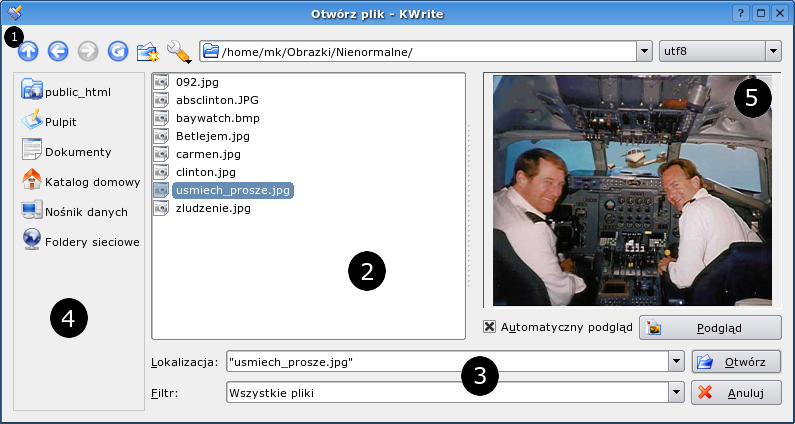 Otwórz plik - KWrite
1
/home/mk/Obrazki/Nienormalne/
utf8
public_html
Pulpit
Dokumenty
Katalog domowy
Nośnik danych
Foldery sieciowe
4
092.jpg
absclinton.JPG
baywatch.bmp
Betlejem.jpg
carmen.jpg
clinton.jpg
usmiech_prosze.jpg
zludzenie.jpg
2
5
Automatyczny podgląd
Podgląd
Lokalizacja: "usmiech_prosze.jpg"
Otwórz
3
Filtr: Wszystkie pliki
Anuluj